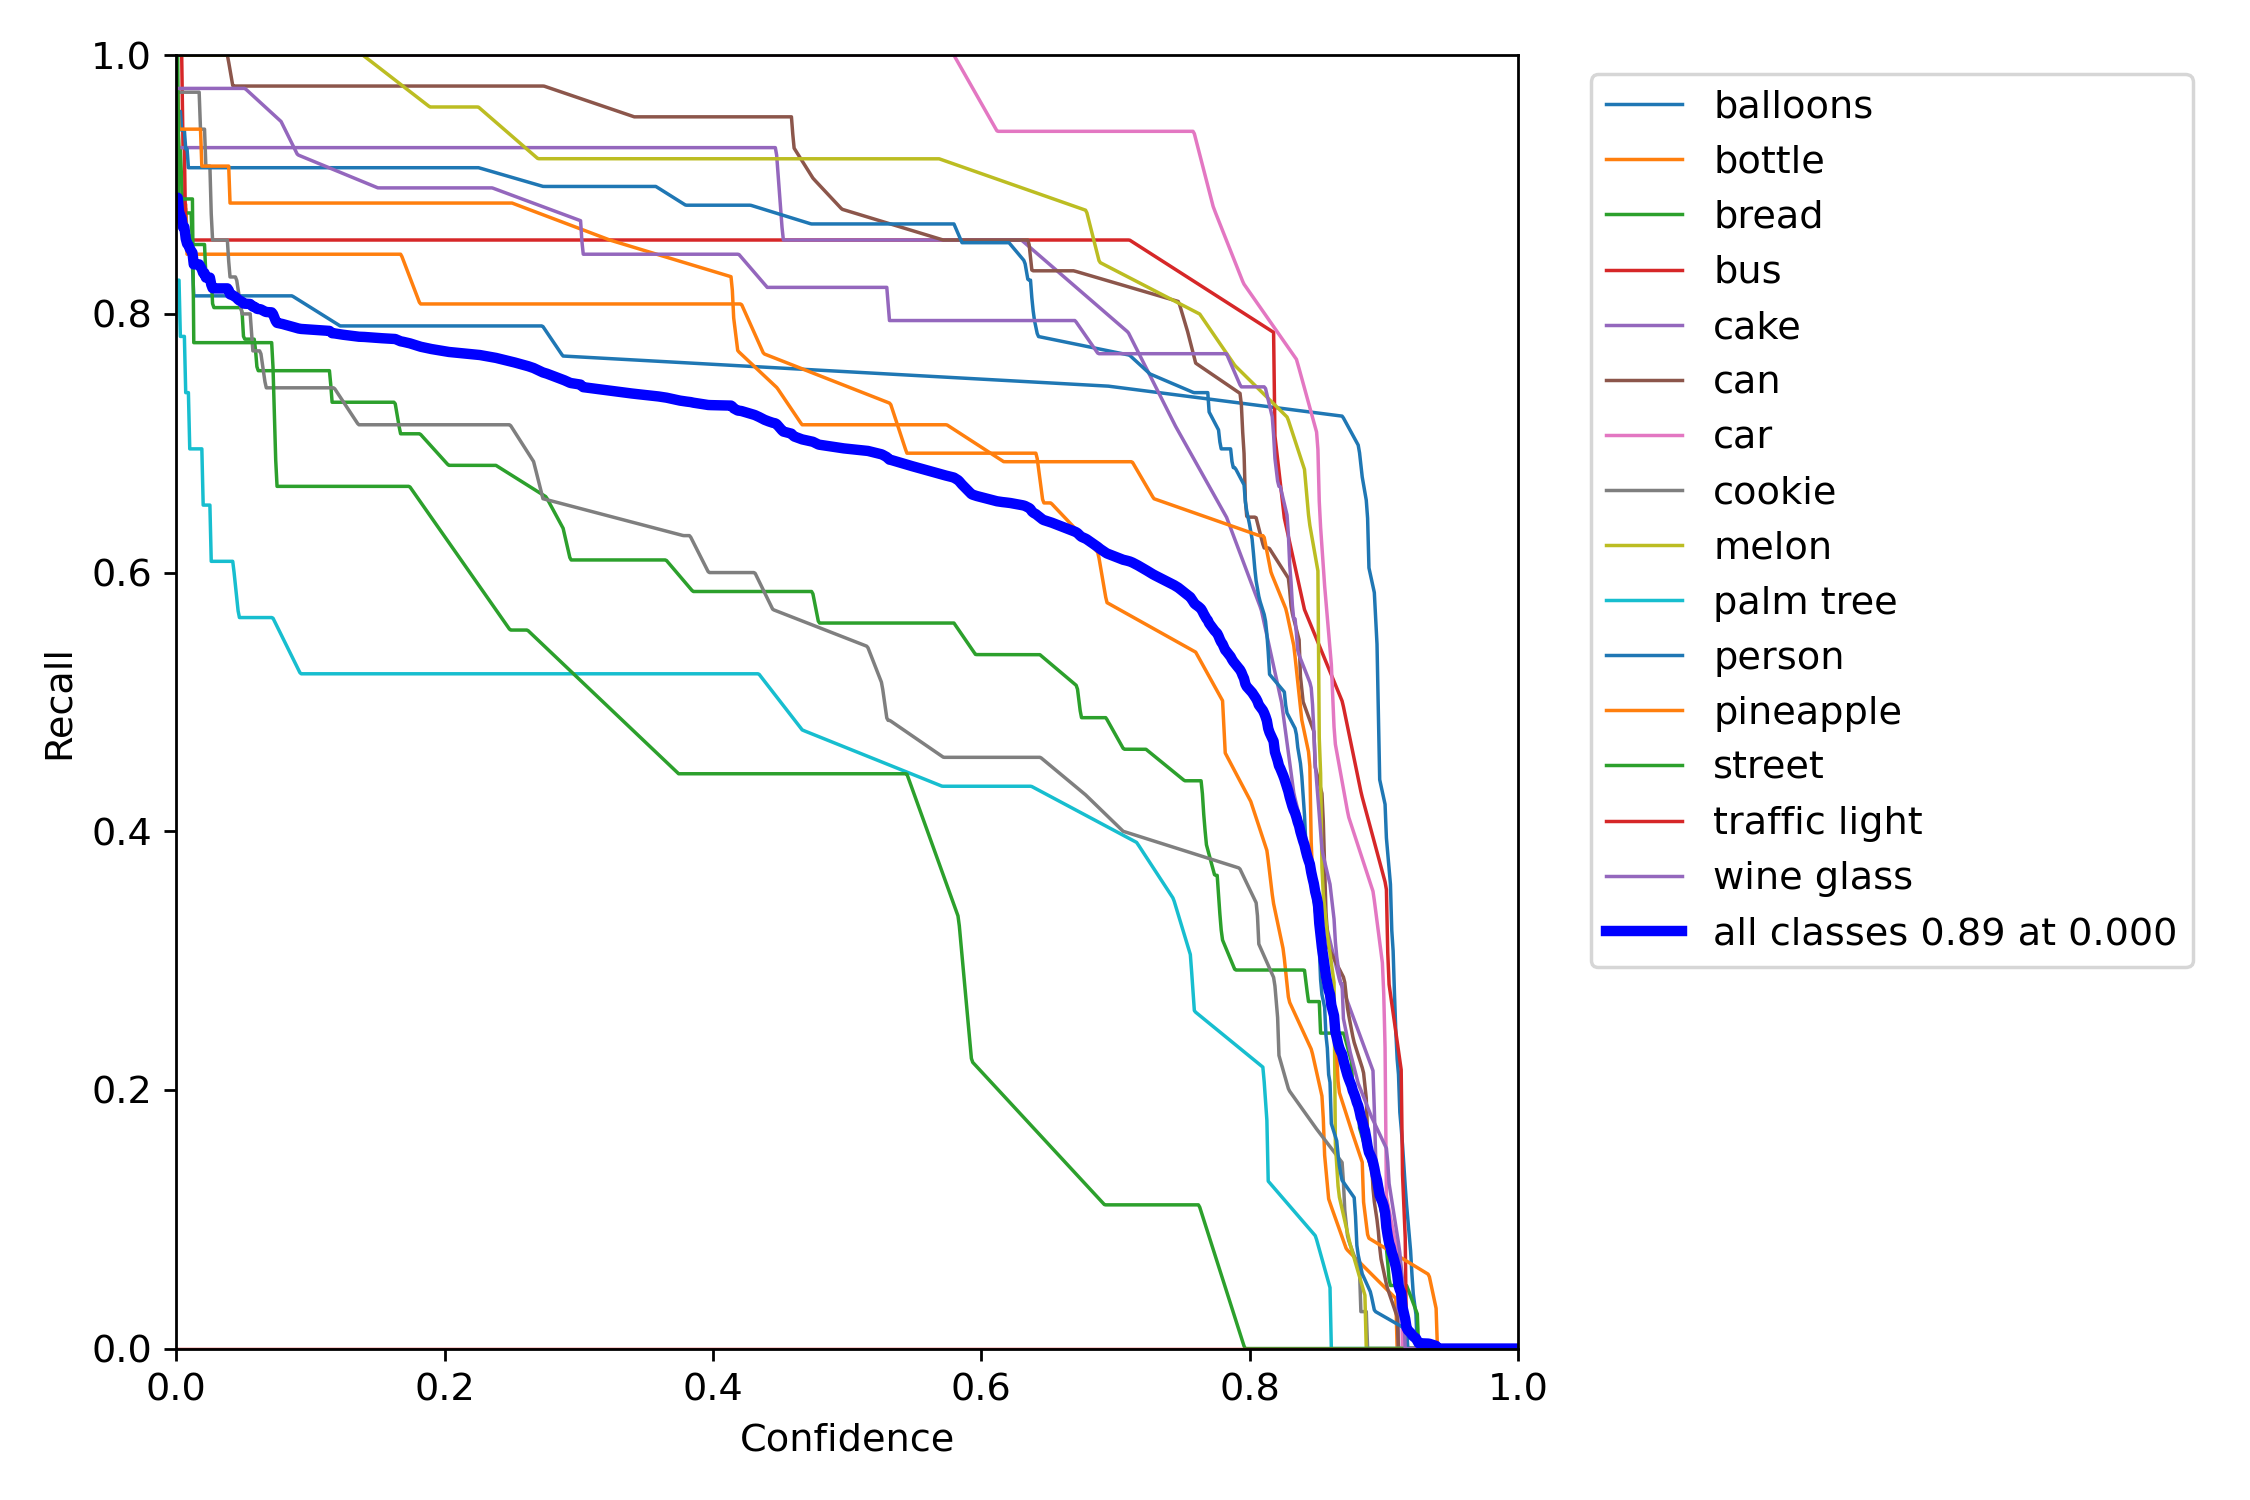 1.0
0.8
0.6
0.4
0.2
0.0
Recall
0.0 0.2 0.4 0.6 0.8 1.0
Confidence
balloons
bottle
bread
bus
cake
can
car
cookie
melon
palm tree
person
pineapple
street
traffic light
wine glass
all classes 0.89 at 0.000